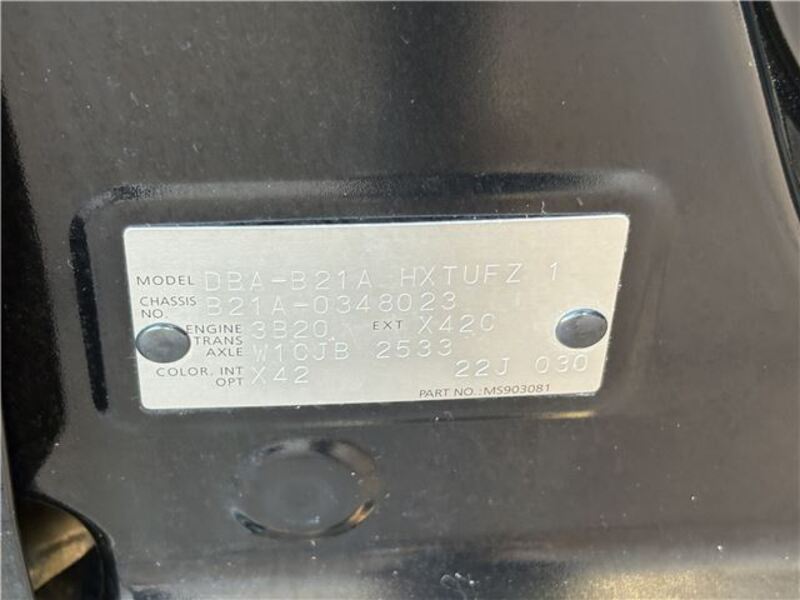 MODEL DBA-B21A HXTUFZ 1
CHASSIS NO. B21A-0348023
ENGINE 3B20 EXT X42C
TRANS AXLE W1CJB 2533
COLOR, INT OPT X42 22J 030
PART NO.:MS903081